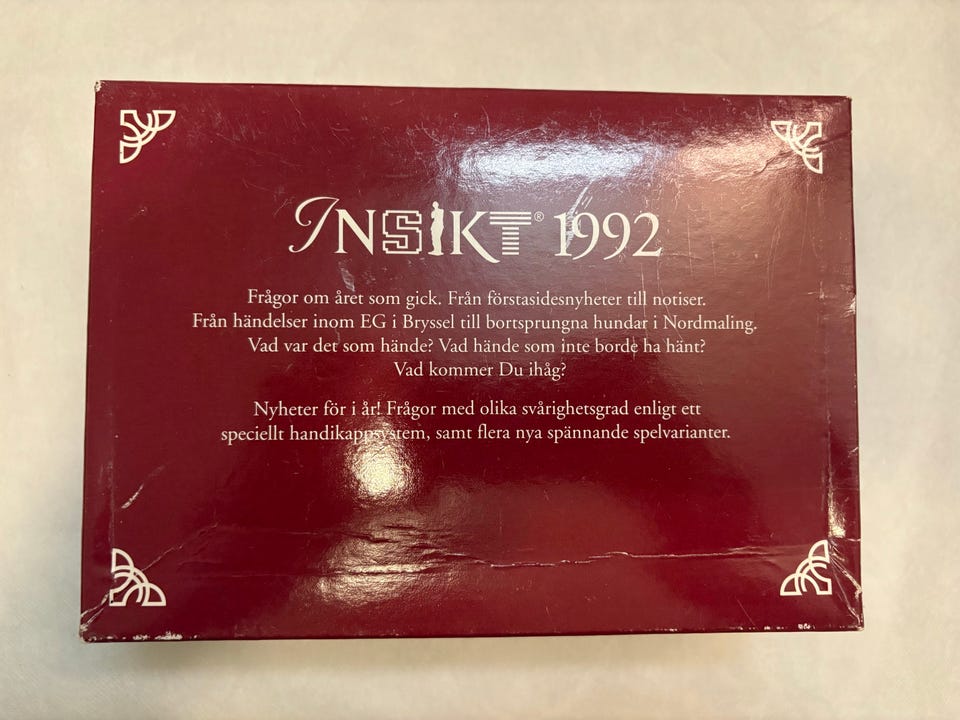 INSIKT® 1992
Frågor om året som gick. Från förstasidesnyheter till notiser.
Från händelser inom EG i Bryssel till bortsprungna hundar i Nordmaling.
Vad var det som hände? Vad hände som inte borde ha hänt?
Vad kommer Du ihåg?
Nyheter för i år! Frågor med olika svårighetsgrad enligt ett
speciellt handikappsystem, samt flera nya spännande spelvarianter.